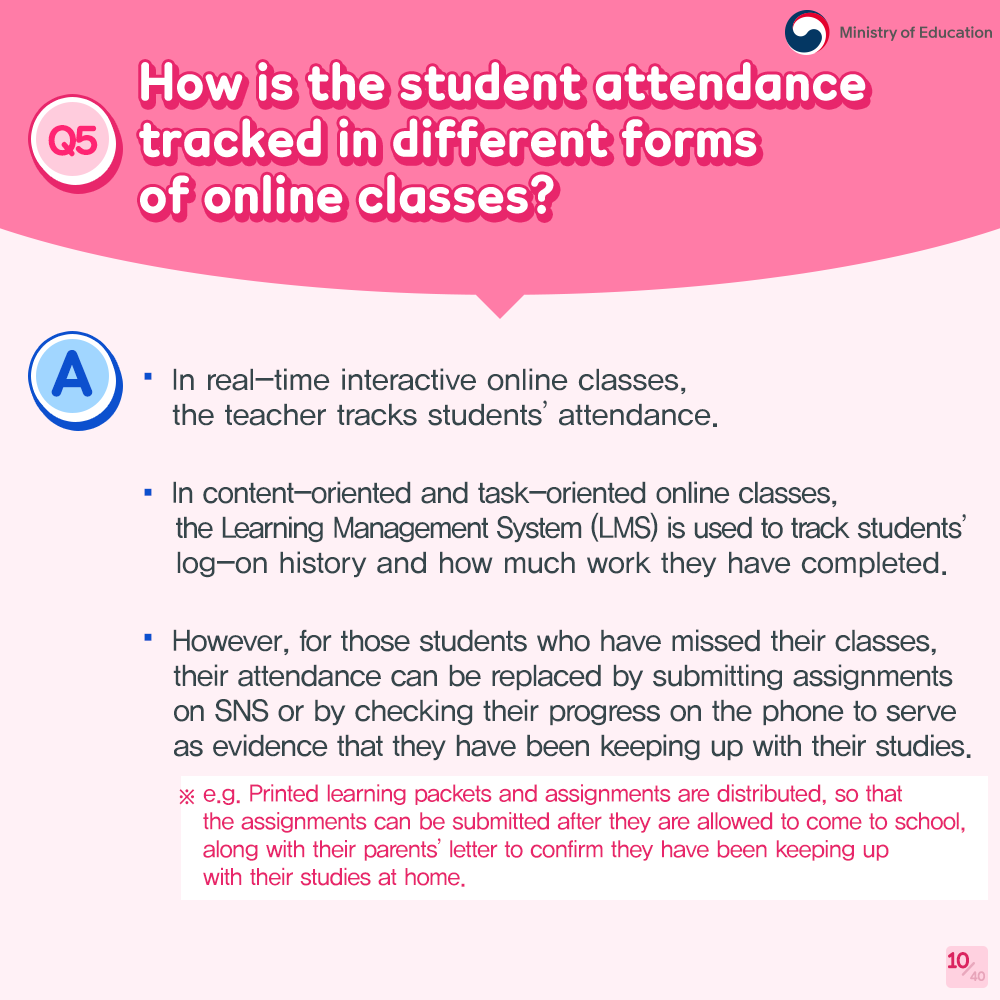 Ministry of Education
Q5
How is the student attendance
tracked in different forms
of online classes?
A
▪ In real–time interactive online classes,
the teacher tracks students’ attendance.
▪ In content–oriented and task–oriented online classes,
the Learning Management System (LMS) is used to track students’
log–on history and how much work they have completed.
▪ However, for those students who have missed their classes,
their attendance can be replaced by submitting assignments
on SNS or by checking their progress on the phone to serve
as evidence that they have been keeping up with their studies.
※ e.g. Printed learning packets and assignments are distributed, so that
the assignments can be submitted after they are allowed to come to school,
along with their parents’ letter to confirm they have been keeping up
with their studies at home.
10/40